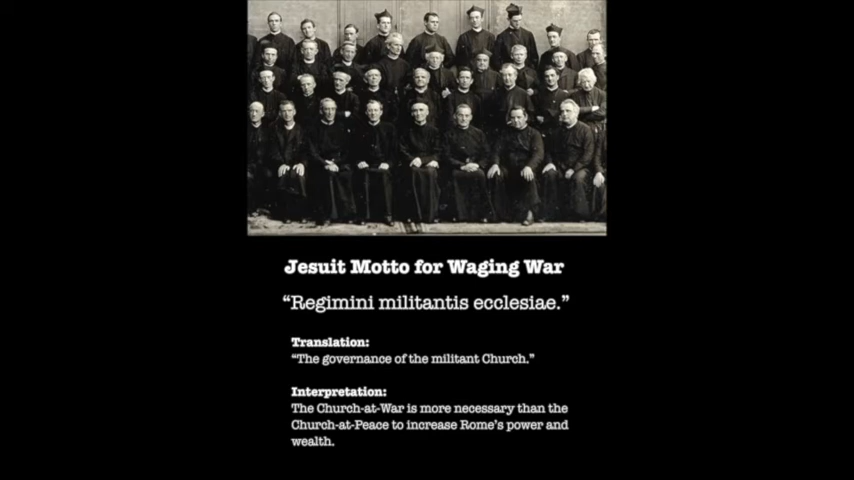 Jesuit Motto for Waging War
“Regimini militantis ecclesiae.”
Translation:
“The governance of the militant Church.”
Interpretation:
The Church-at-War is more necessary than the
Church-at-Peace to increase Rome’s power and
wealth.